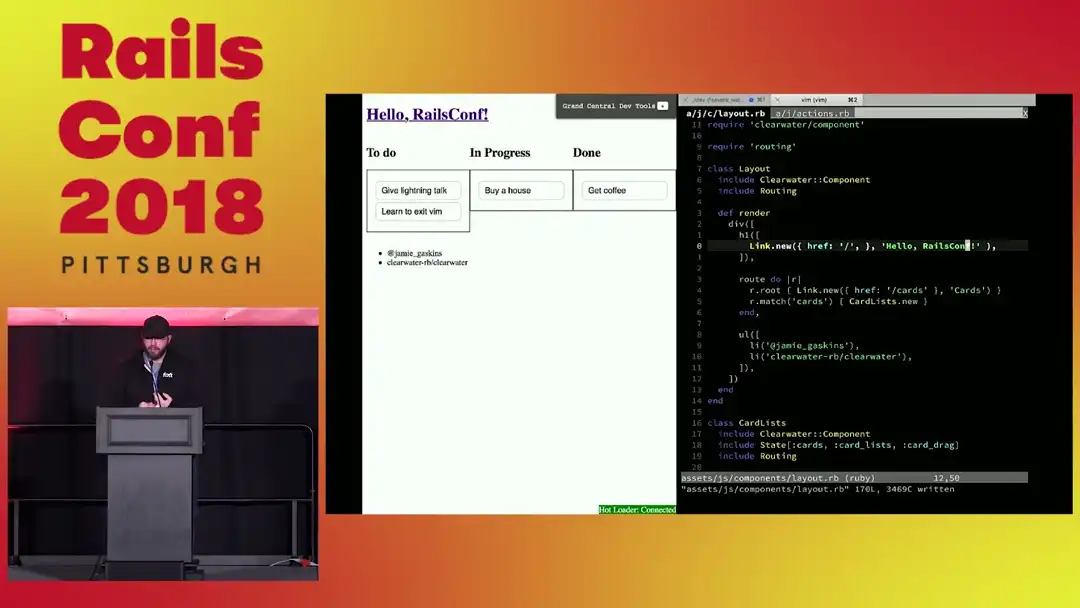 Rails
Conf
2018
PITTSBURGH
Hello, RailsConf!
Grand Central Dev Tools
To do
In Progress
Done
Give lightning talk
Learn to exit vim
Buy a house
Get coffee
@jamie_gaskins
clearwater-rb/clearwater
Hot Loader: Connected
vim (vim) ⌘2
a/j/c/layout.rb a/j/actions.rb X
11 require 'clearwater/component'
10
9 require 'routing'
8
7 class Layout
6 include Clearwater::Component
5 include Routing
4
3 def render
2 div([
1 h1([
0 Link.new({ href: '/', }, 'Hello, RailsConf!' ),
1 ]),
2
3 route do |r|
4 r.root { Link.new({ href: '/cards' }, 'Cards') }
5 r.match('cards') { CardLists.new }
6 end,
7
8 ul([
9 li('@jamie_gaskins'),
10 li('clearwater-rb/clearwater'),
11 ]),
12 ])
13 end
14 end
15
16 class CardLists
17 include Clearwater::Component
18 include State[:cards, :card_lists, :card_drag]
19 include Routing
20
assets/js/components/layout.rb (ruby) 12,50
"assets/js/components/layout.rb" 170L, 3469C written